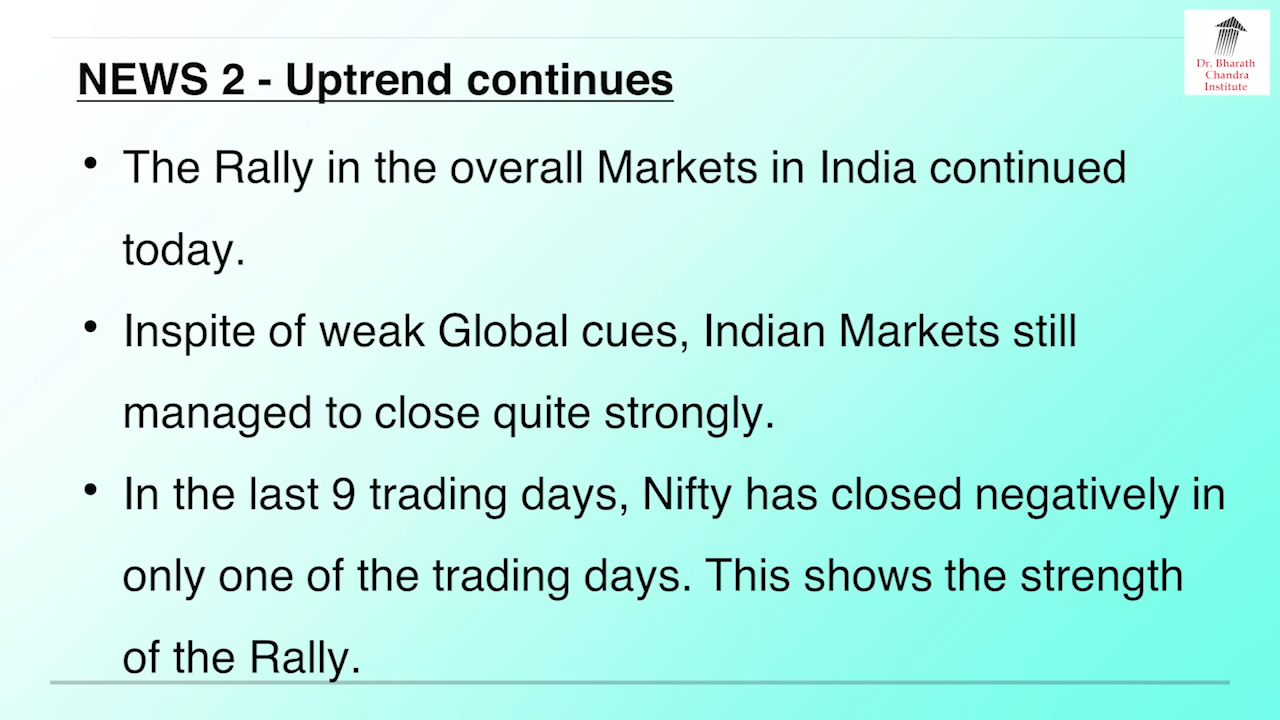 NEWS 2 - Uptrend continues
Dr. Bharath
Chandra
Institute
• The Rally in the overall Markets in India continued
today.
• Inspite of weak Global cues, Indian Markets still
managed to close quite strongly.
• In the last 9 trading days, Nifty has closed negatively in
only one of the trading days. This shows the strength
of the Rally.